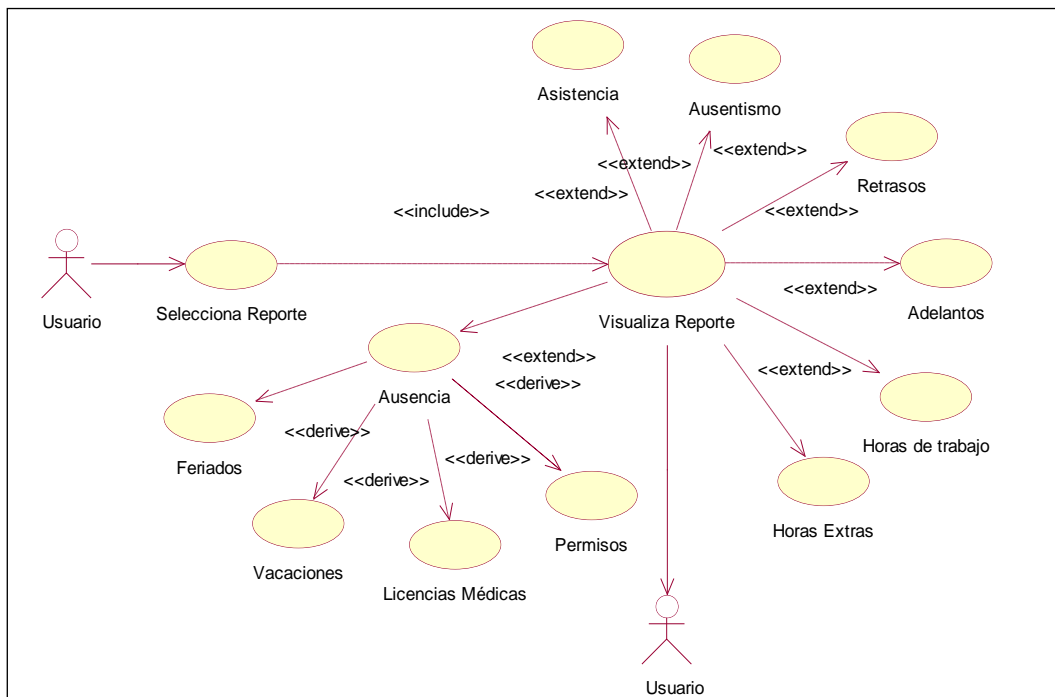 Asistencia
Ausentismo
<<extend>>
<<extend>>
<<extend>>
Retrasos
<<include>>
<<extend>>
Usuario
Selecciona Reporte
Visualiza Reporte
<<extend>>
Adelantos
<<extend>>
<<extend>>
<<derive>>
Ausencia
<<derive>>
Feriados
<<derive>>
<<derive>>
Horas de trabajo
Vacaciones
Licencias Médicas
Permisos
Horas Extras
Usuario